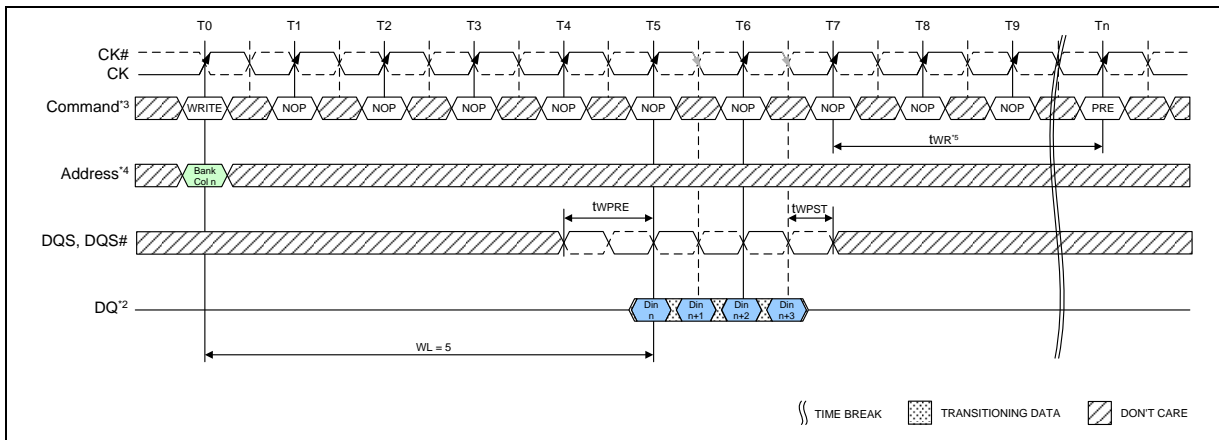 T0 T1 T2 T3 T4 T5 T6 T7 T8 T9 Tn
CK#
CK
Command*3 WRITE NOP NOP NOP NOP NOP NOP NOP NOP NOP PRE
tWR*5
Address*4 Bank
Col n
tWPRE tWPST
DQS, DQS#
DQ*2 Din
n Din
n+1 Din
n+2 Din
n+3
WL = 5
TIME BREAK TRANSITIONING DATA DON'T CARE